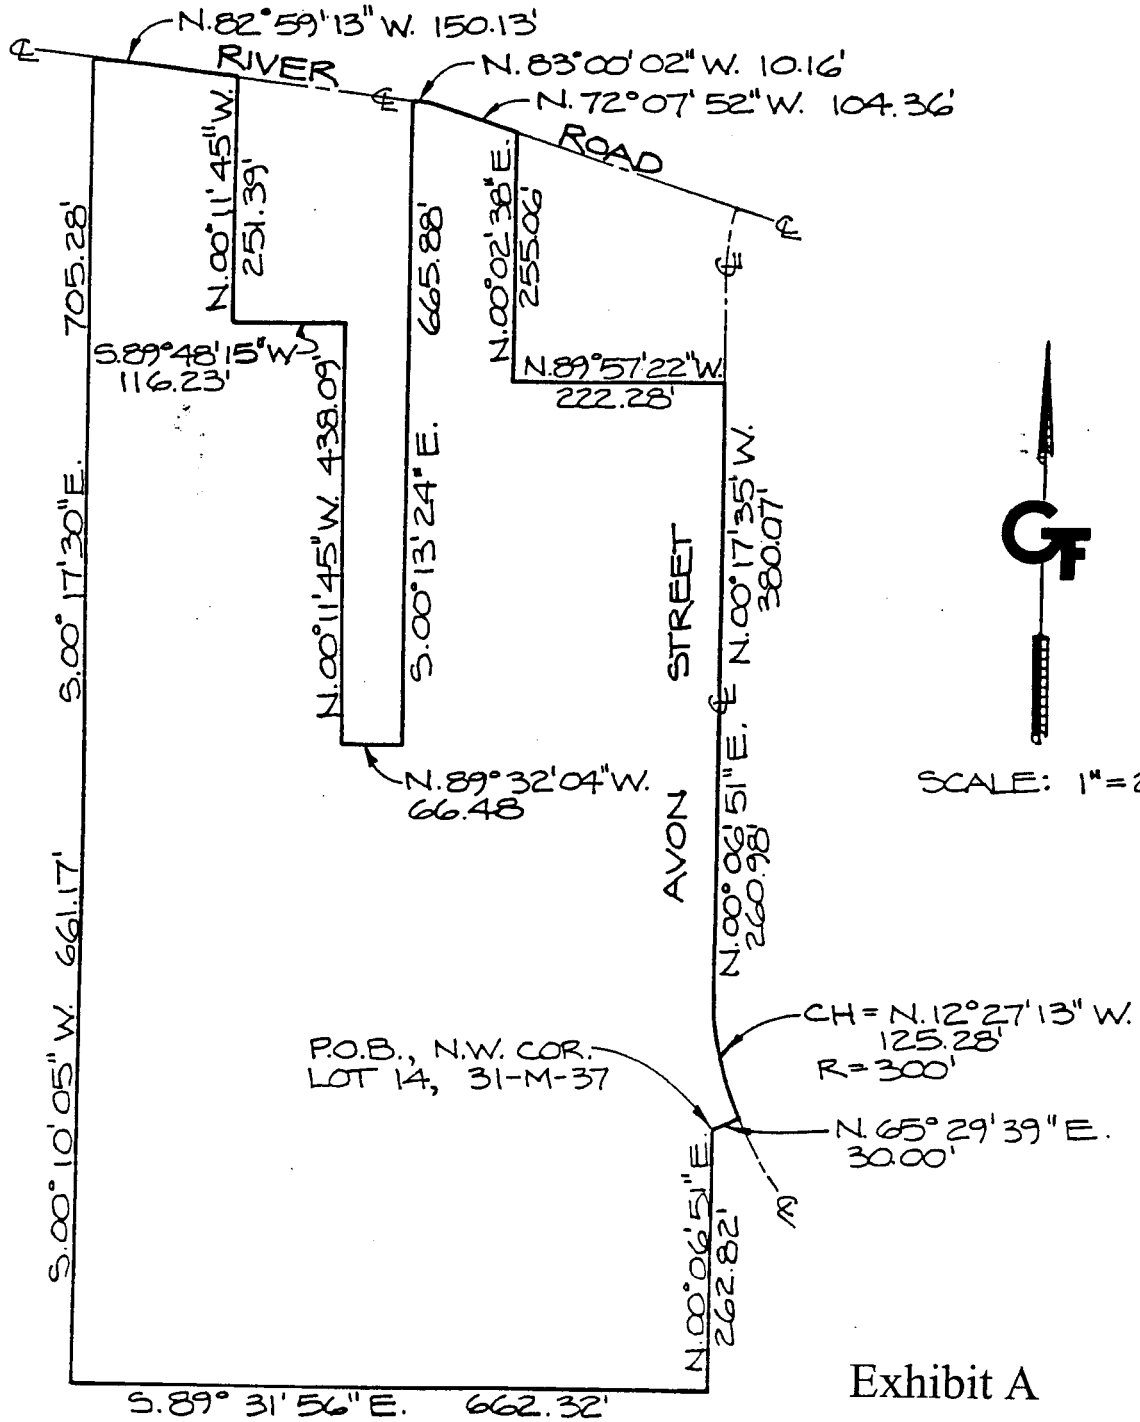 N.82°59'13"W. 150.13'
RIVER
N.83°00'02"W. 10.16'
N.72°07'52"W. 104.36'
ROAD
705.28'
N.00°11'45"W.
251.39'
665.88'
N.00°02'38"E.
255.06'
S.89°48'15"W
116.23'
N.89°57'22"W.
222.28'
S.00°17'30"E.
N.00°11'45"W. 438.09'
S.00°13'24"E.
STREET
N.00°17'35"W.
380.07'
GTF
N.89°32'04"W.
66.48
SCALE: 1"=2
AVON
N.00°06'51"E.
260.98'
S.00°10'05"W. 661.17'
CH = N.12°27'13"W.
125.28'
R=300'
P.O.B., N.W. COR.
LOT 14, 31-M-37
N.65°29'39"E.
30.00'
N.00°06'51"E.
262.82'
S.89°31'56"E. 662.32'
Exhibit A